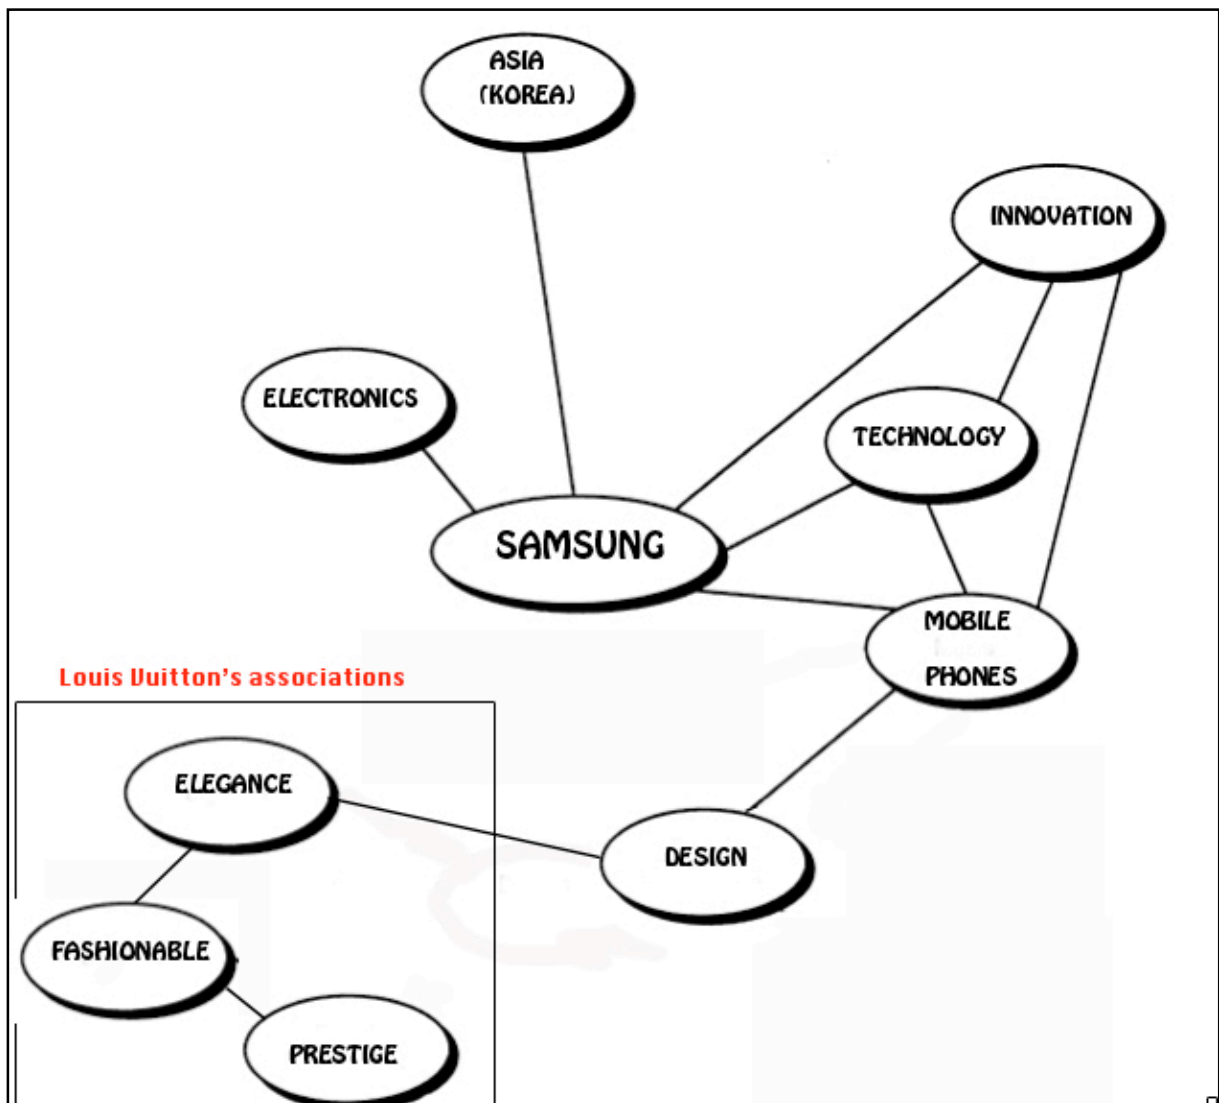 ASIA
(KOREA)
INNOVATION
ELECTRONICS
TECHNOLOGY
SAMSUNG
MOBILE
PHONES
Louis Vuitton's associations
ELEGANCE
DESIGN
FASHIONABLE
PRESTIGE